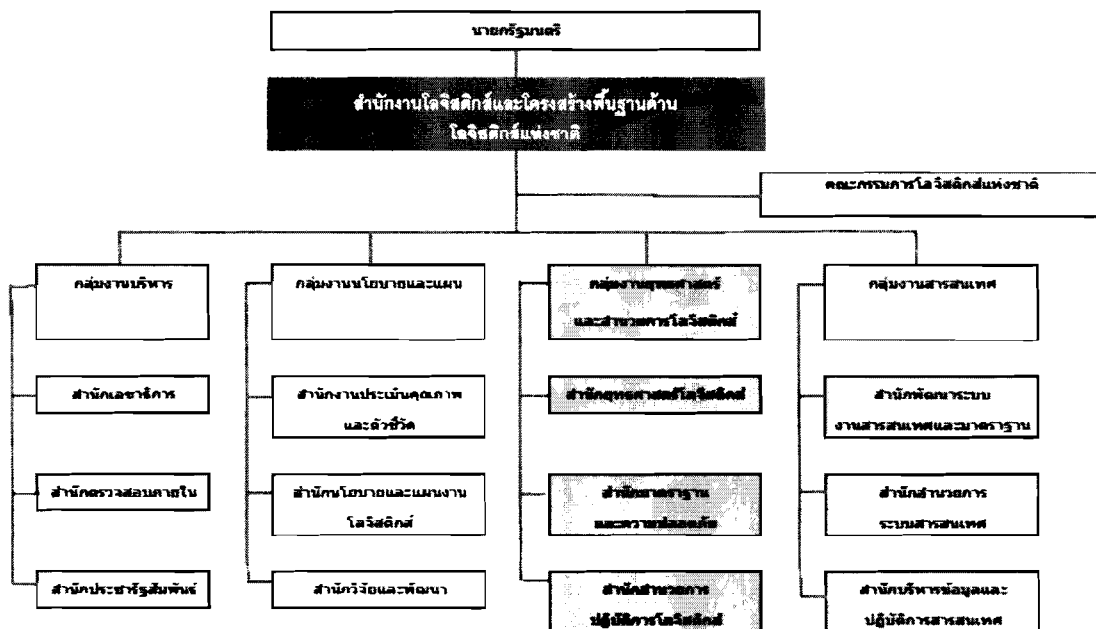 นายกรัฐมนตรี
สำนักงานโลจิสติกส์และโครงสร้างพื้นฐานด้าน
โลจิสติกส์แห่งชาติ
คณะกรรมการโลจิสติกส์แห่งชาติ
กลุ่มงานบริหาร
สำนักเลขาธิการ
สำนักตรวจสอบภายใน
สำนักประชารัฐสัมพันธ์
กลุ่มงานนโยบายและแผน
สำนักงานประเมินคุณภาพ
และตัวชี้วัด
สำนักนโยบายและแผนงาน
โลจิสติกส์
สำนักวิจัยและพัฒนา
กลุ่มงานยุทธศาสตร์
และอำนวยการโลจิสติกส์
สำนักยุทธศาสตร์โลจิสติกส์
สำนักมาตราฐาน
และความปลอดภัย
สำนักอำนวยการ
ปฏิบัติการโลจิสติกส์
กลุ่มงานสารสนเทศ
สำนักพัฒนาระบบ
งานสารสนเทศและมาตราฐาน
สำนักอำนวยการ
ระบบสารสนเทศ
สำนักบริหารข้อมูลและ
ปฏิบัติการสารสนเทศ